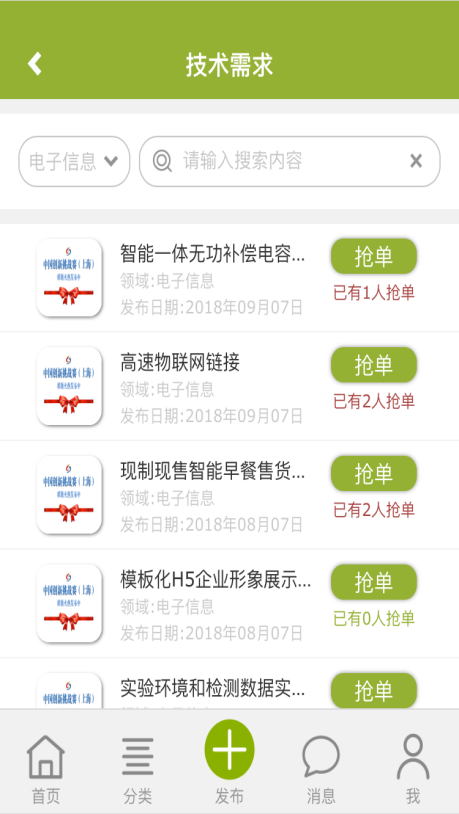 技术需求
电子信息
请输入搜索内容
中国创新挑战赛(上海)
智能一体无功补偿电容...
领域:电子信息
发布日期:2018年09月07日
抢单
已有1人抢单
中国创新挑战赛(上海)
高速物联网链接
领域:电子信息
发布日期:2018年09月07日
抢单
已有2人抢单
中国创新挑战赛(上海)
现制现售智能早餐售货...
领域:电子信息
发布日期:2018年08月07日
抢单
已有2人抢单
中国创新挑战赛(上海)
模板化H5企业形象展示...
领域:电子信息
发布日期:2018年08月07日
抢单
已有0人抢单
中国创新挑战赛(上海)
实验环境和检测数据实...
抢单
首页
分类
发布
消息
我